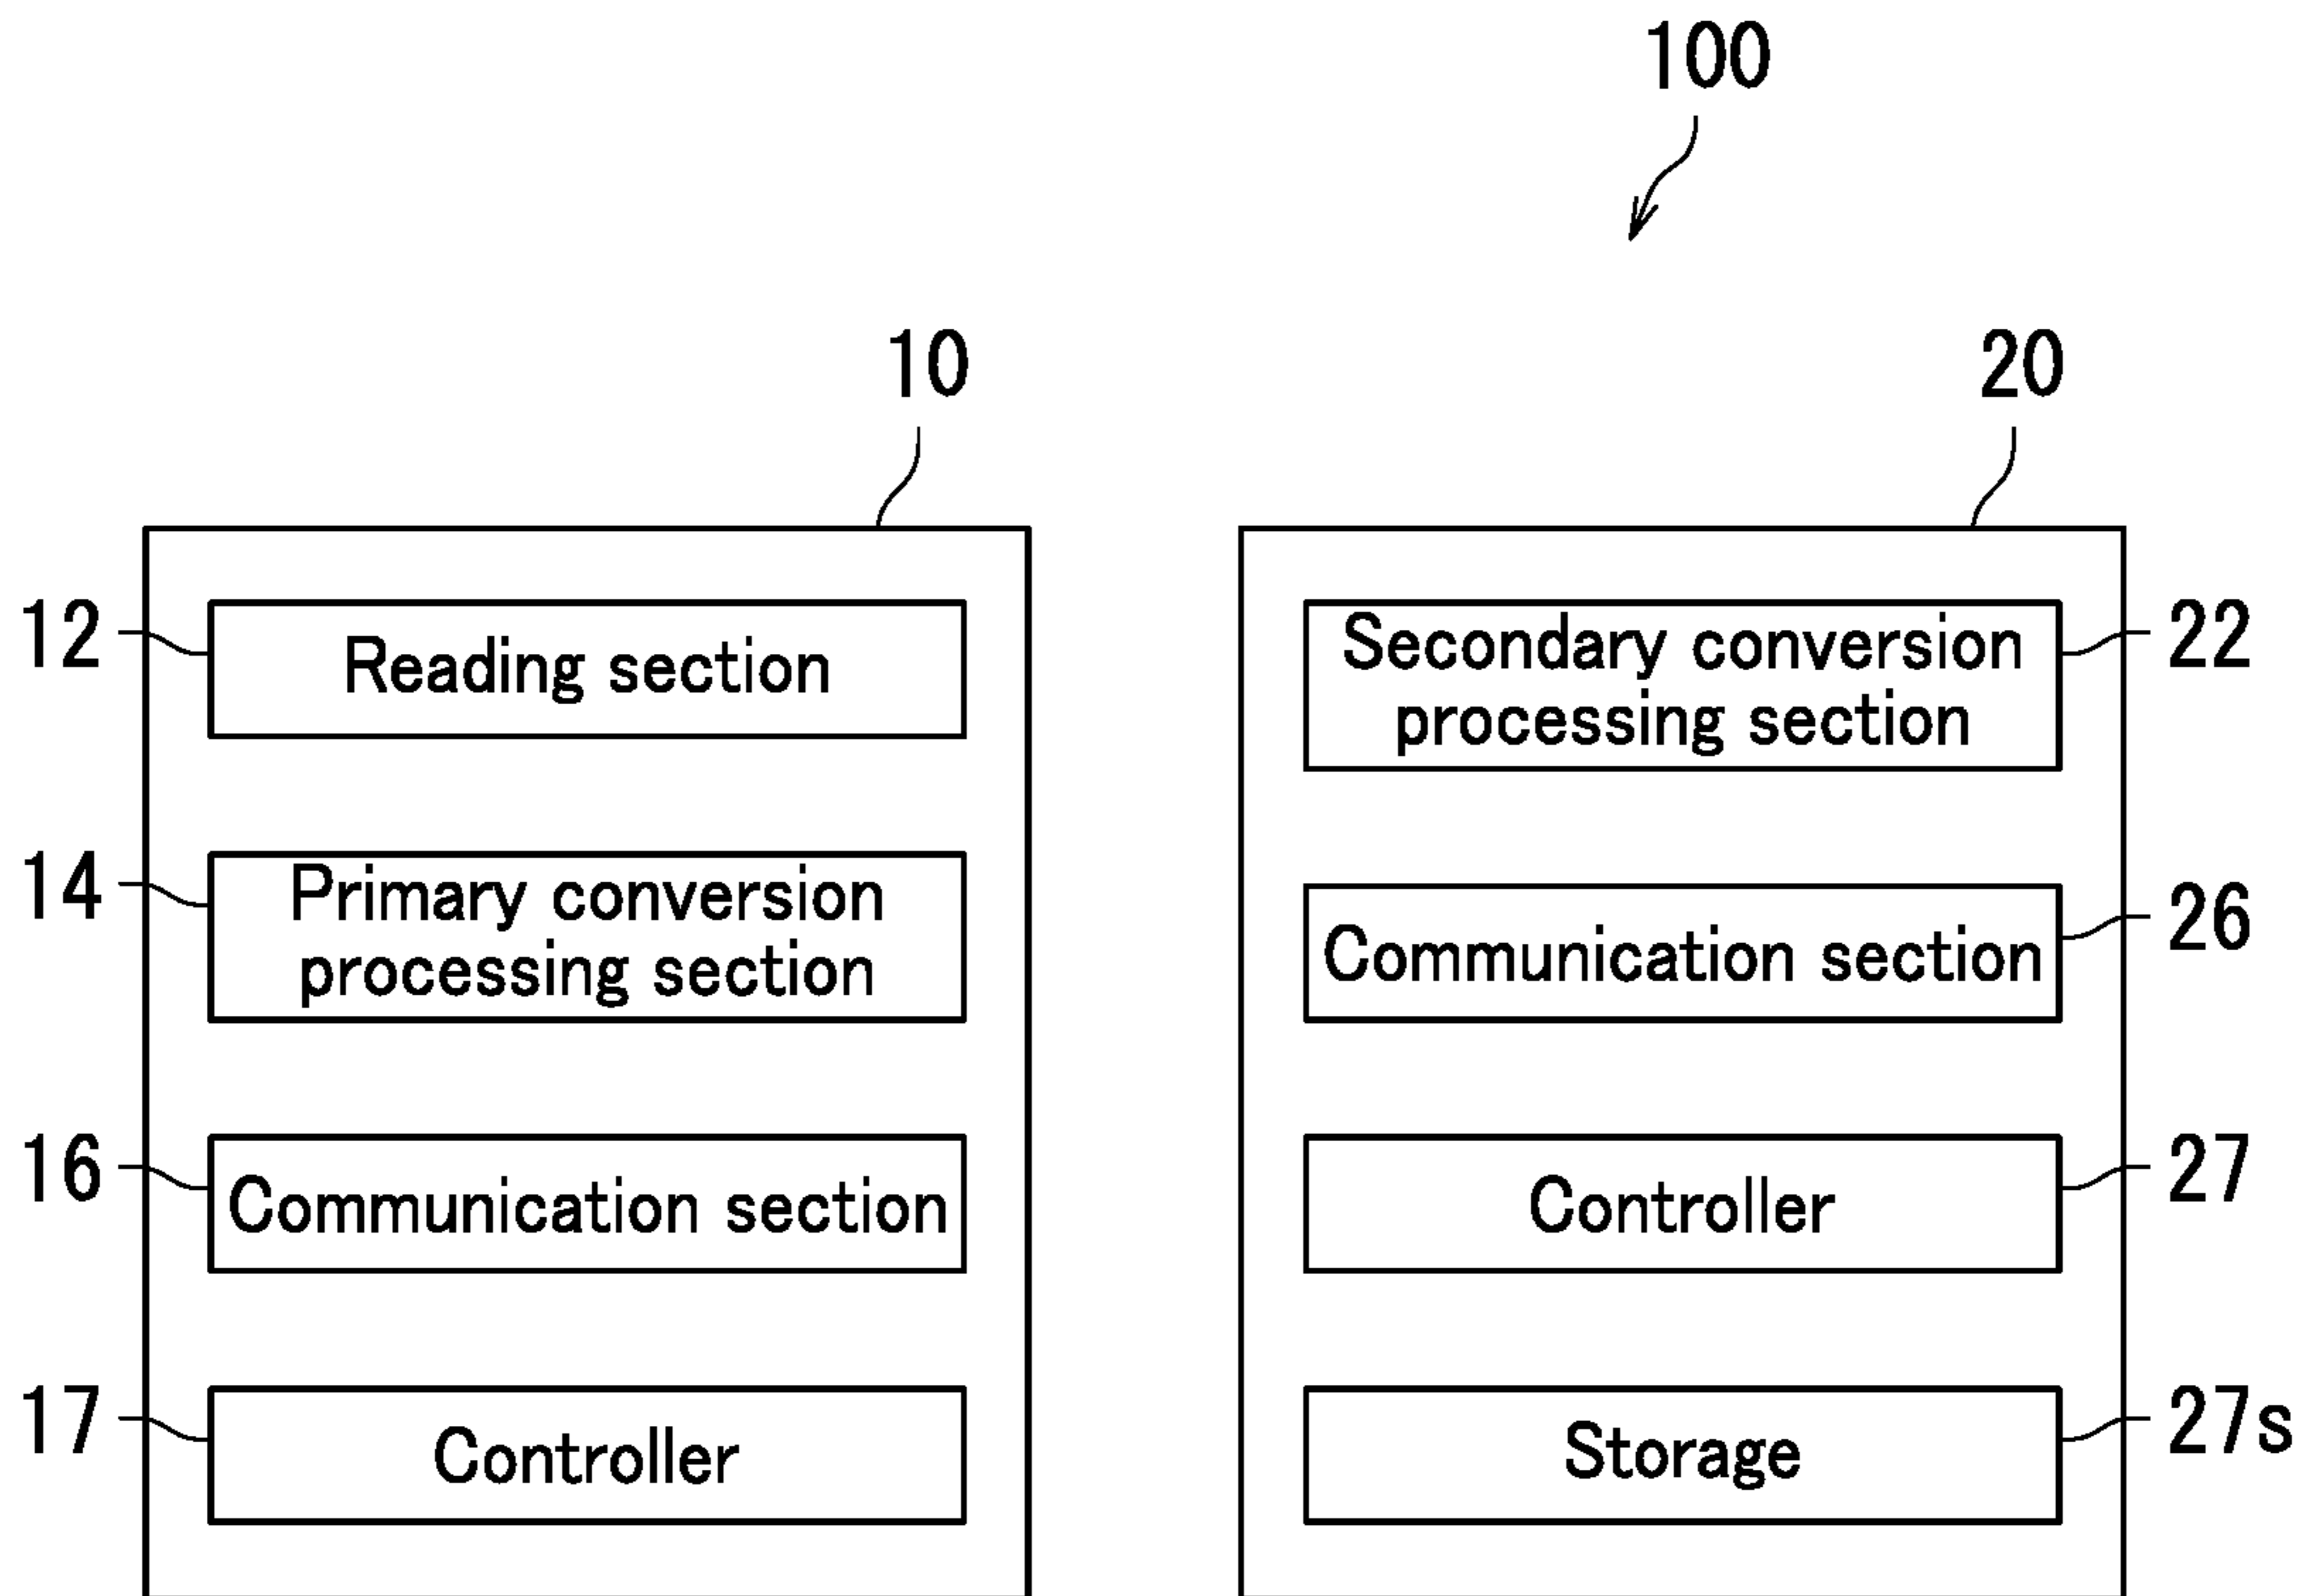 100
10
20
12
Reading section
14
Primary conversion
processing section
16
Communication section
17
Controller
Secondary conversion
processing section
22
Communication section
26
Controller
27
Storage
27s